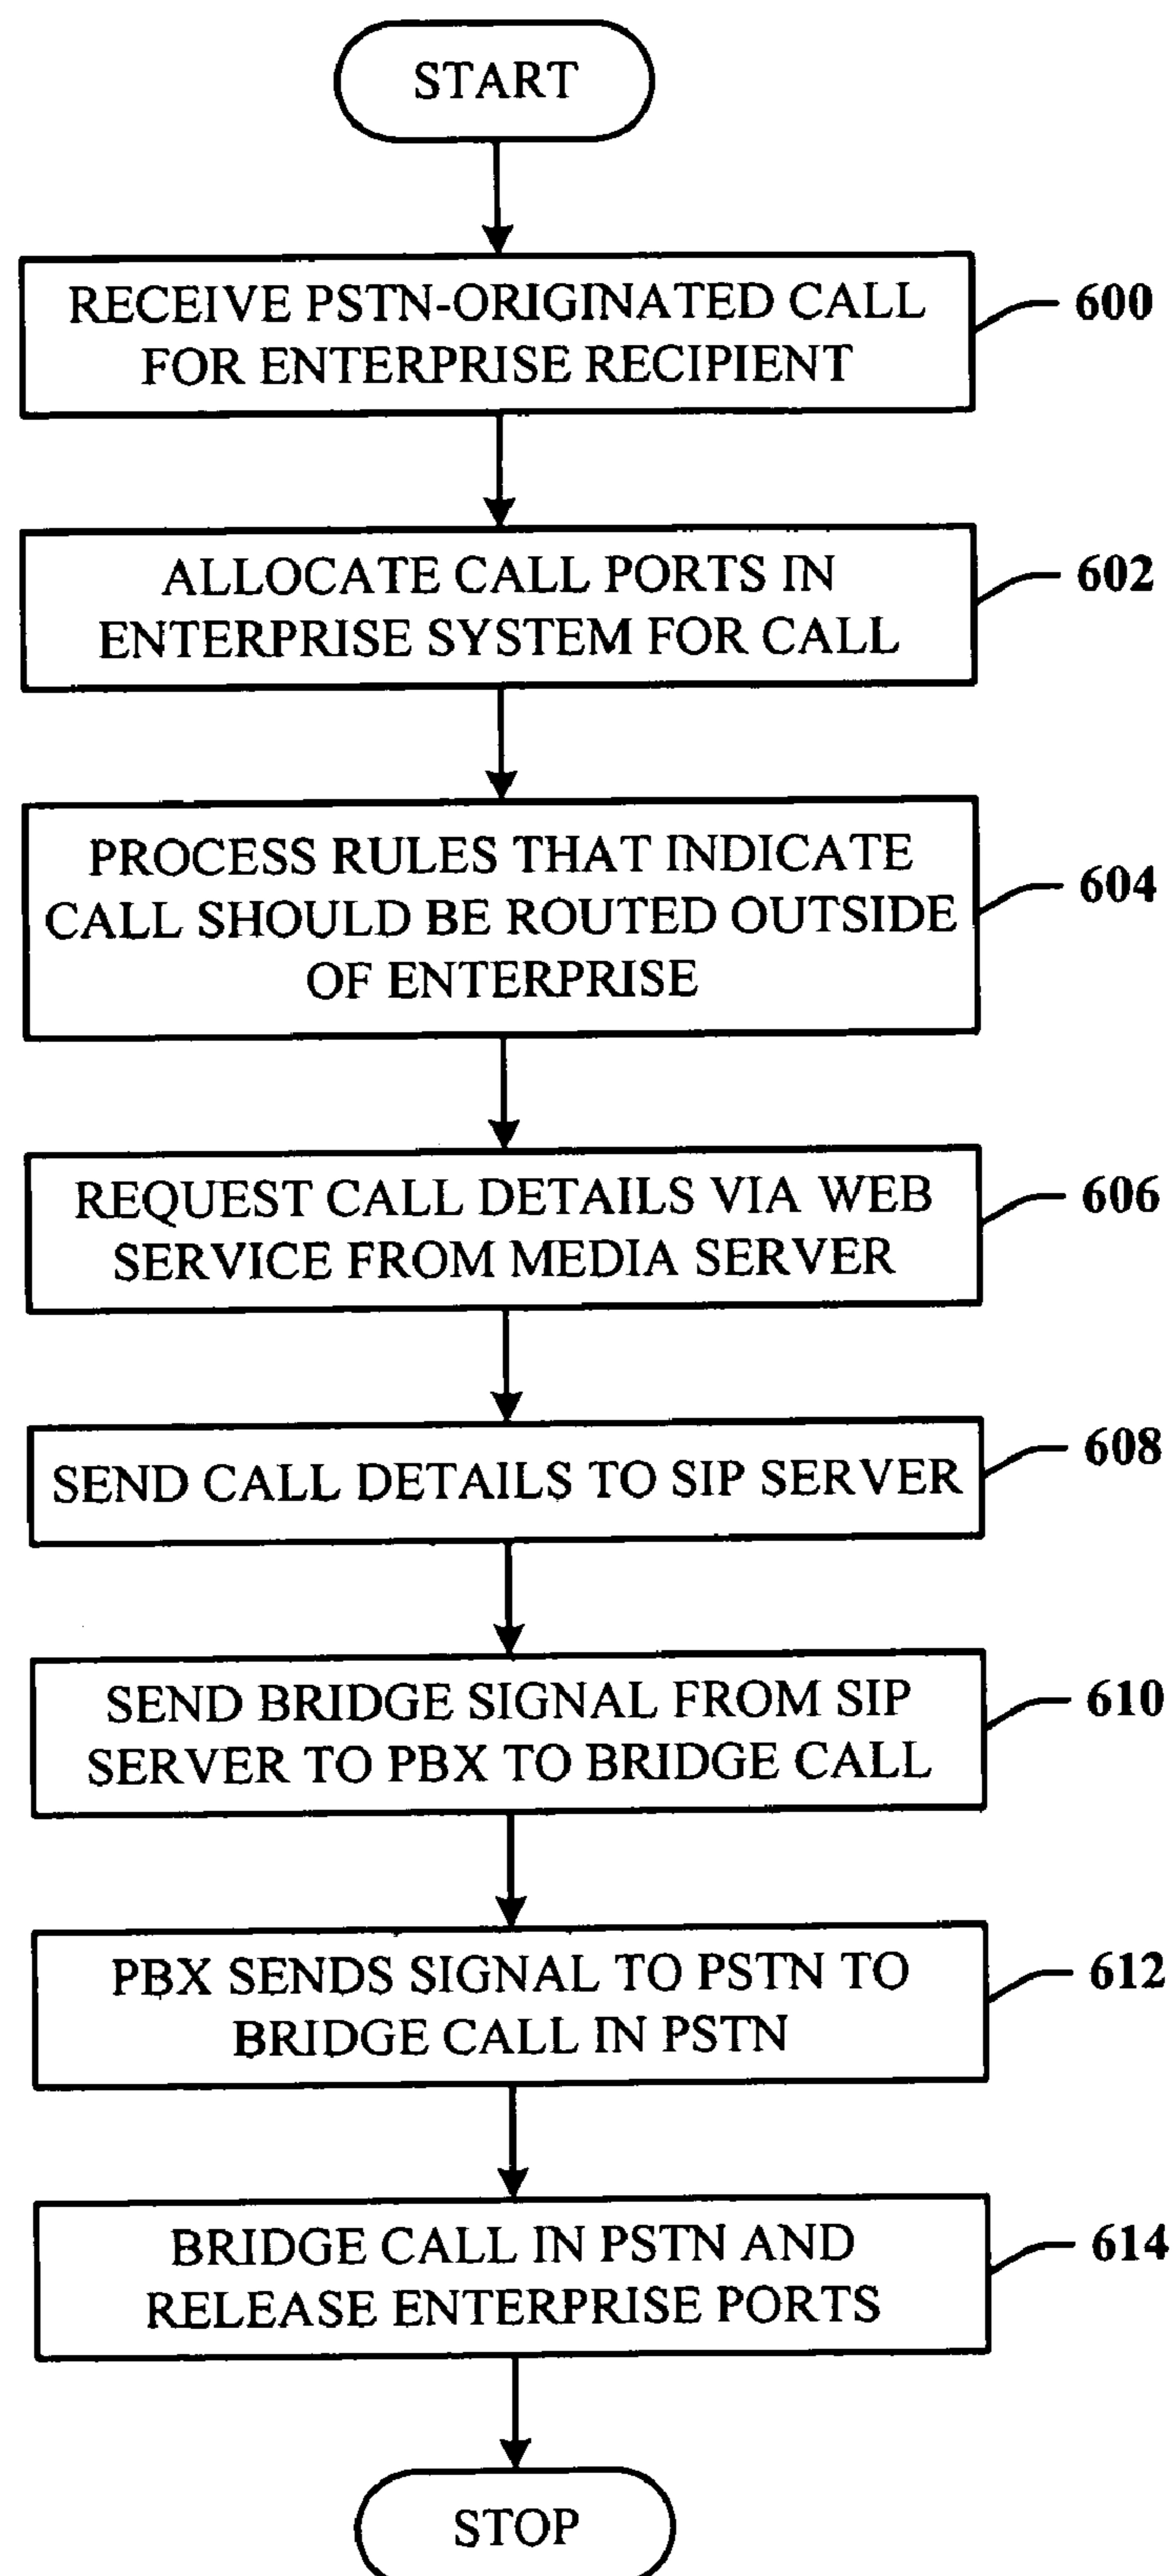 START
RECEIVE PSTN-ORIGINATED CALL
FOR ENTERPRISE RECIPIENT
600
ALLOCATE CALL PORTS IN
ENTERPRISE SYSTEM FOR CALL
602
PROCESS RULES THAT INDICATE
CALL SHOULD BE ROUTED OUTSIDE
OF ENTERPRISE
604
REQUEST CALL DETAILS VIA WEB
SERVICE FROM MEDIA SERVER
606
SEND CALL DETAILS TO SIP SERVER
608
SEND BRIDGE SIGNAL FROM SIP
SERVER TO PBX TO BRIDGE CALL
610
PBX SENDS SIGNAL TO PSTN TO
BRIDGE CALL IN PSTN
612
BRIDGE CALL IN PSTN AND
RELEASE ENTERPRISE PORTS
614
STOP